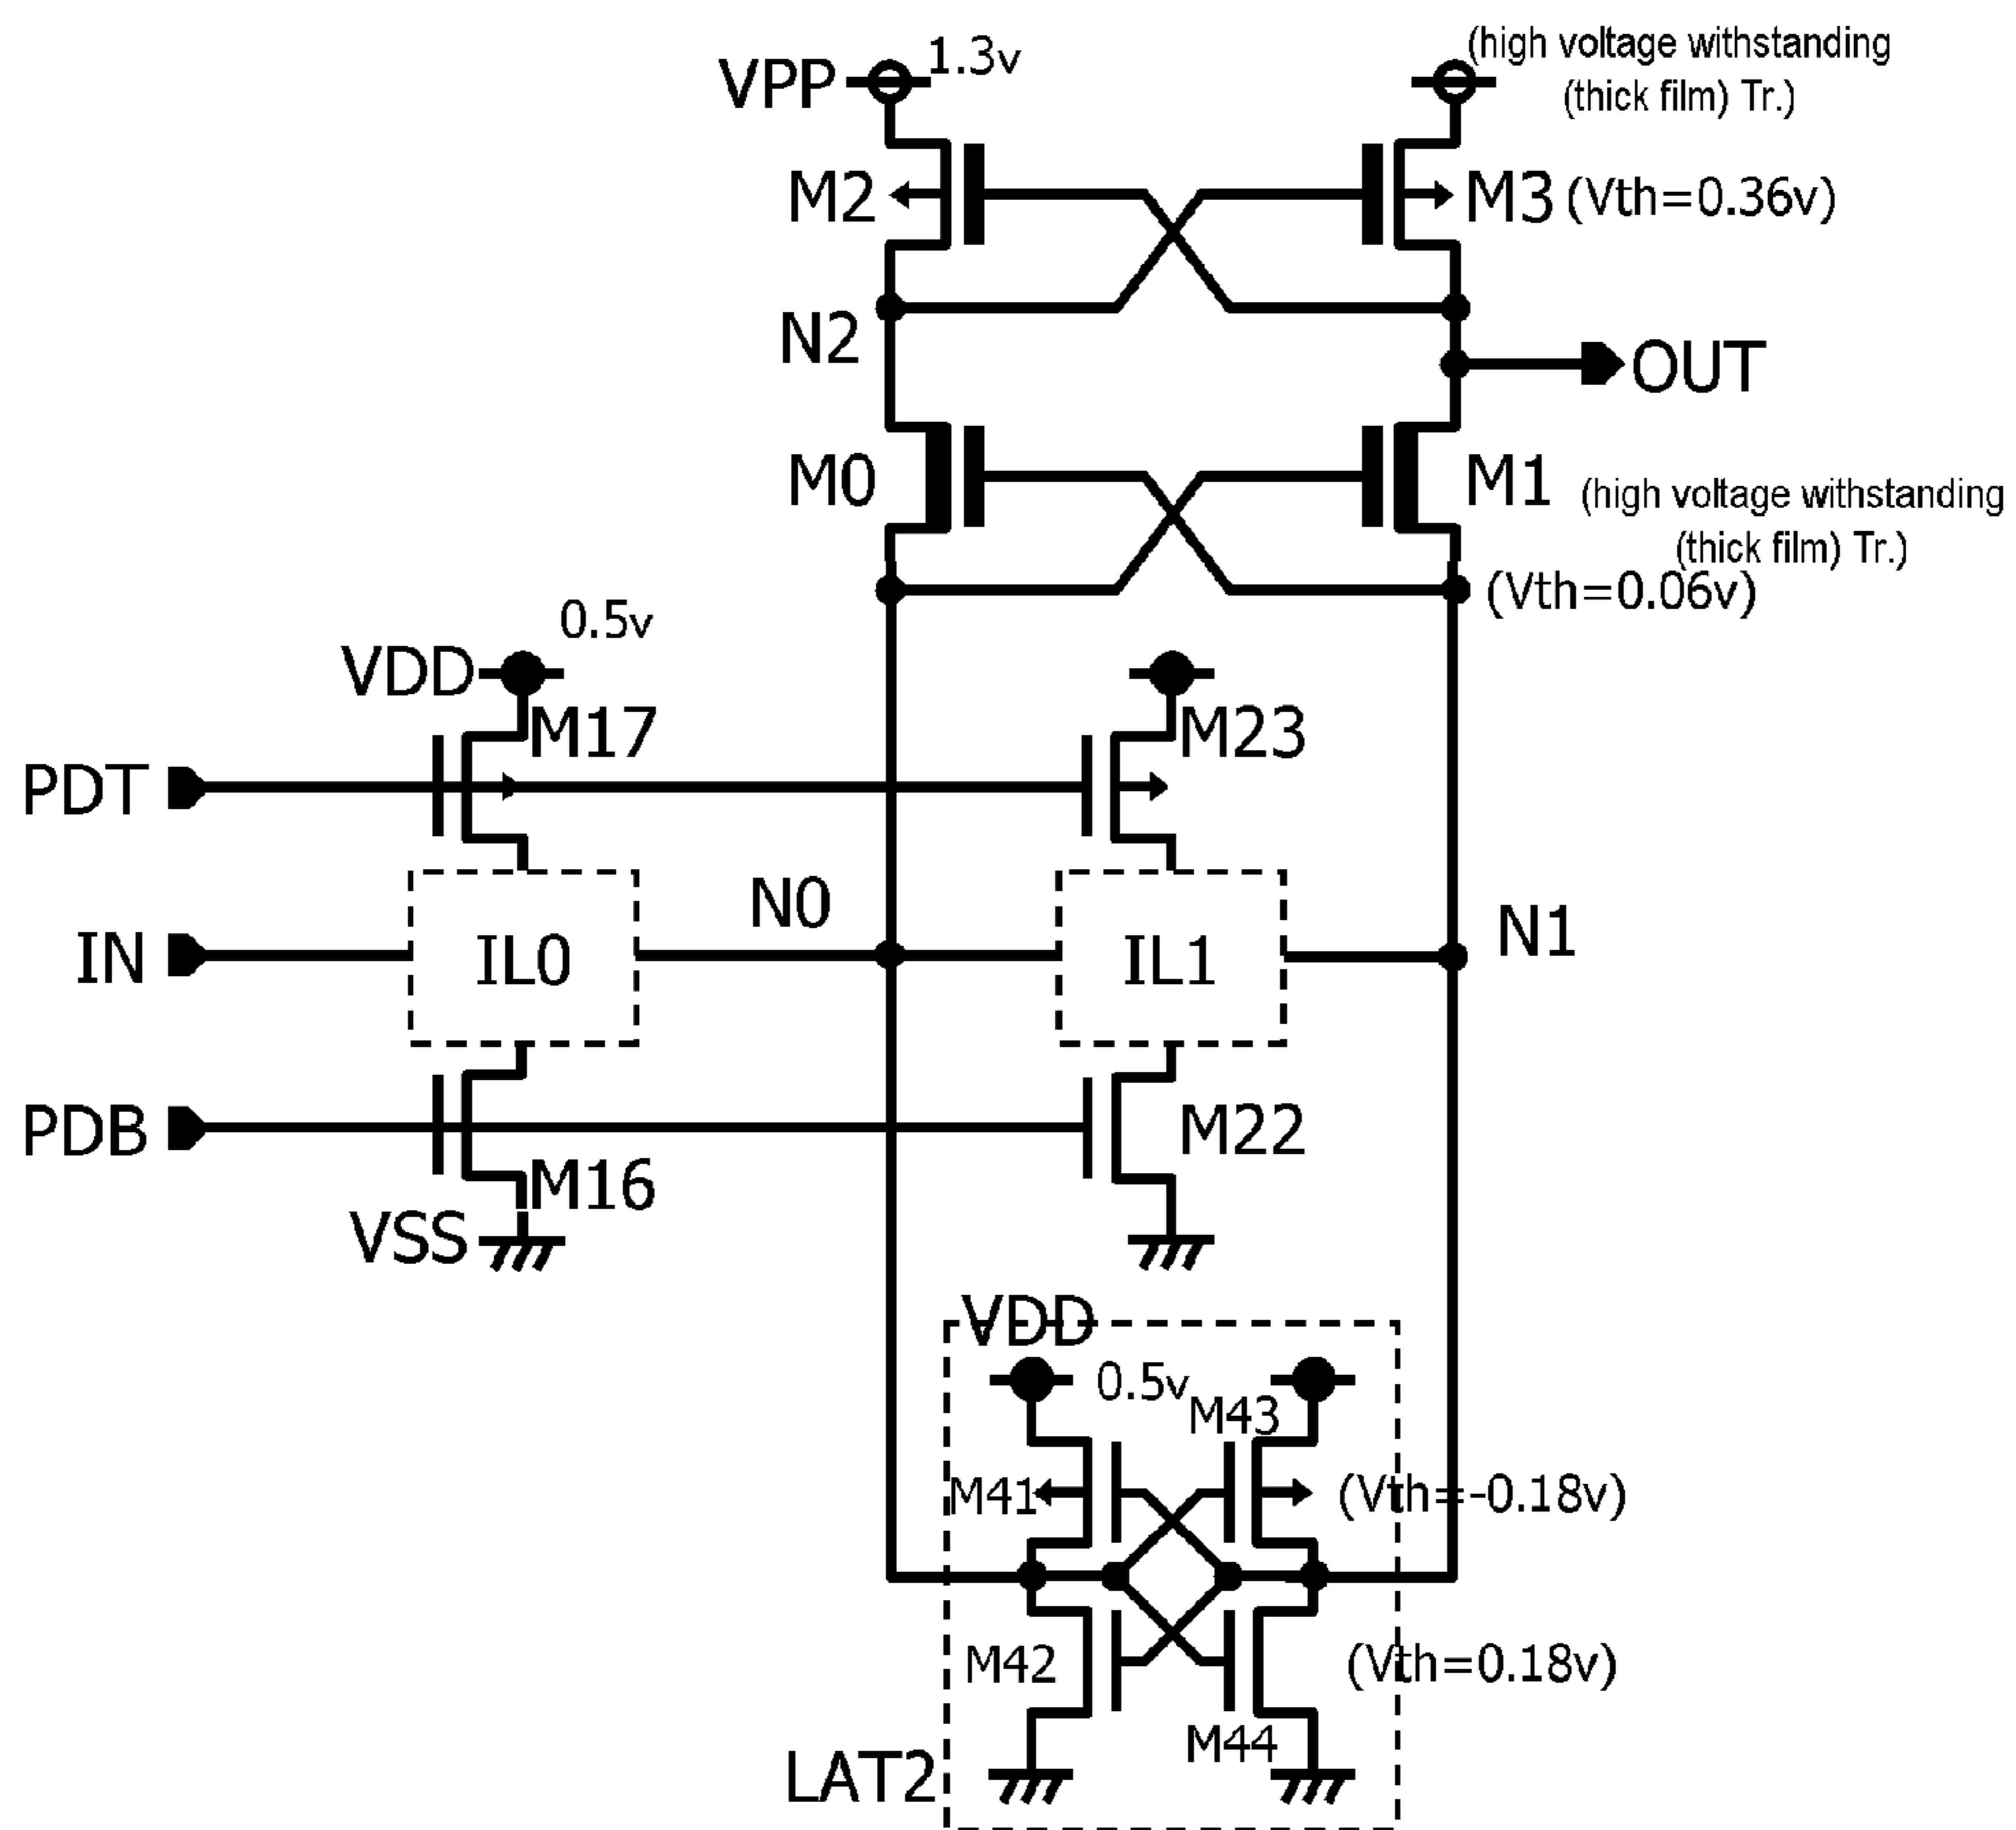 VPP
1.3v
(high voltage withstanding
(thick film) Tr.)
M2
M3 (Vth=0.36v)
N2
OUT
M0
M1
(high voltage withstanding
(thick film) Tr.)
(Vth=0.06v)
0.5v
VDD
M17
M23
PDT
N0
N1
IN
IL0
IL1
PDB
M22
M16
VSS
VDD
0.5v
M43
M41
(Vth=-0.18v)
M42
(Vth=0.18v)
M44
LAT2